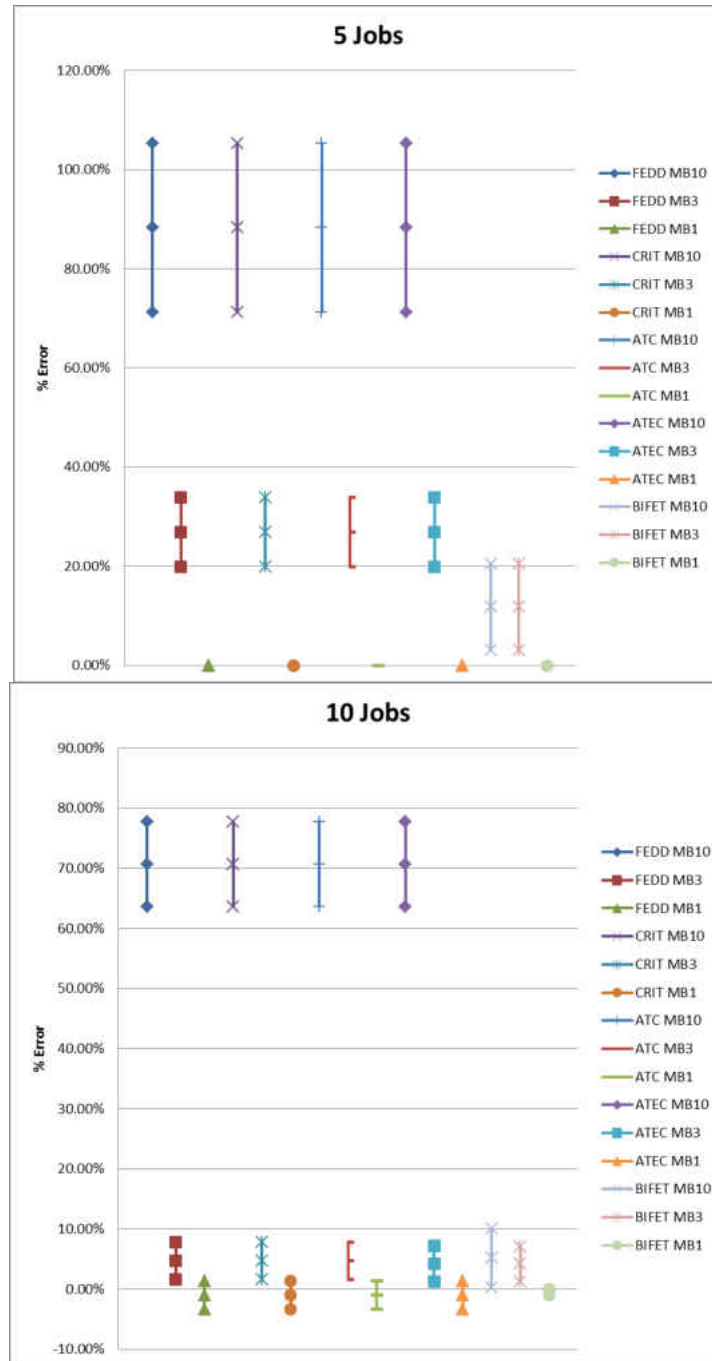 5 Jobs
120.00%
100.00%
80.00%
60.00%
40.00%
20.00%
0.00%
% Error
FEDD MB10
FEDD MB3
FEDD MB1
CRIT MB10
CRIT MB3
CRIT MB1
ATC MB10
ATC MB3
ATC MB1
ATEC MB10
ATEC MB3
ATEC MB1
BIFET MB10
BIFET MB3
BIFET MB1
10 Jobs
90.00%
80.00%
70.00%
60.00%
50.00%
40.00%
30.00%
20.00%
10.00%
0.00%
-10.00%
% Error
FEDD MB10
FEDD MB3
FEDD MB1
CRIT MB10
CRIT MB3
CRIT MB1
ATC MB10
ATC MB3
ATC MB1
ATEC MB10
ATEC MB3
ATEC MB1
BIFET MB10
BIFET MB3
BIFET MB1